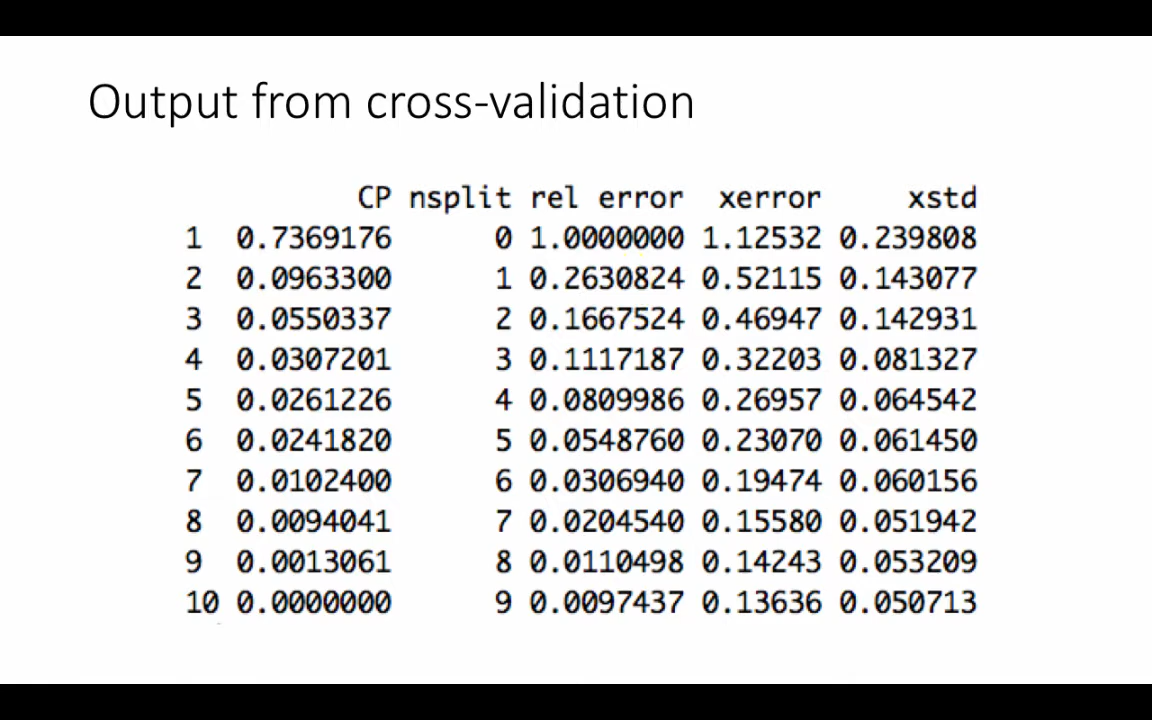 Output from cross-validation
CP nsplit rel error xerror xstd
1 0.7369176 0 1.0000000 1.12532 0.239808
2 0.0963300 1 0.2630824 0.52115 0.143077
3 0.0550337 2 0.1667524 0.46947 0.142931
4 0.0307201 3 0.1117187 0.32203 0.081327
5 0.0261226 4 0.0809986 0.26957 0.064542
6 0.0241820 5 0.0548760 0.23070 0.061450
7 0.0102400 6 0.0306940 0.19474 0.060156
8 0.0094041 7 0.0204540 0.15580 0.051942
9 0.0013061 8 0.0110498 0.14243 0.053209
10 0.0000000 9 0.0097437 0.13636 0.050713